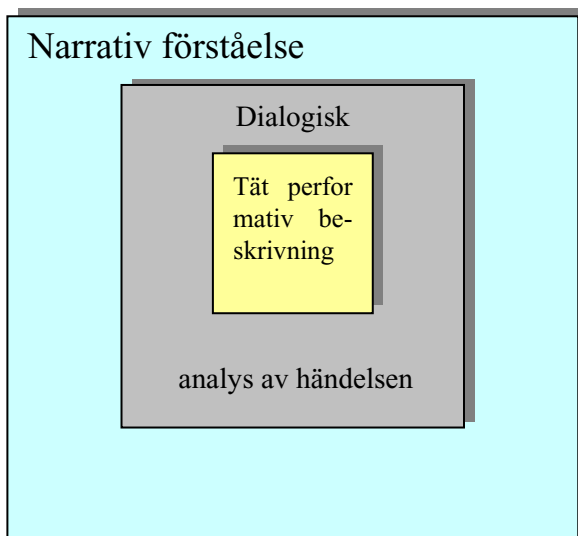 Narrativ förståelse
Dialogisk
Tät perfor
mativ be-
skrivning
analys av händelsen